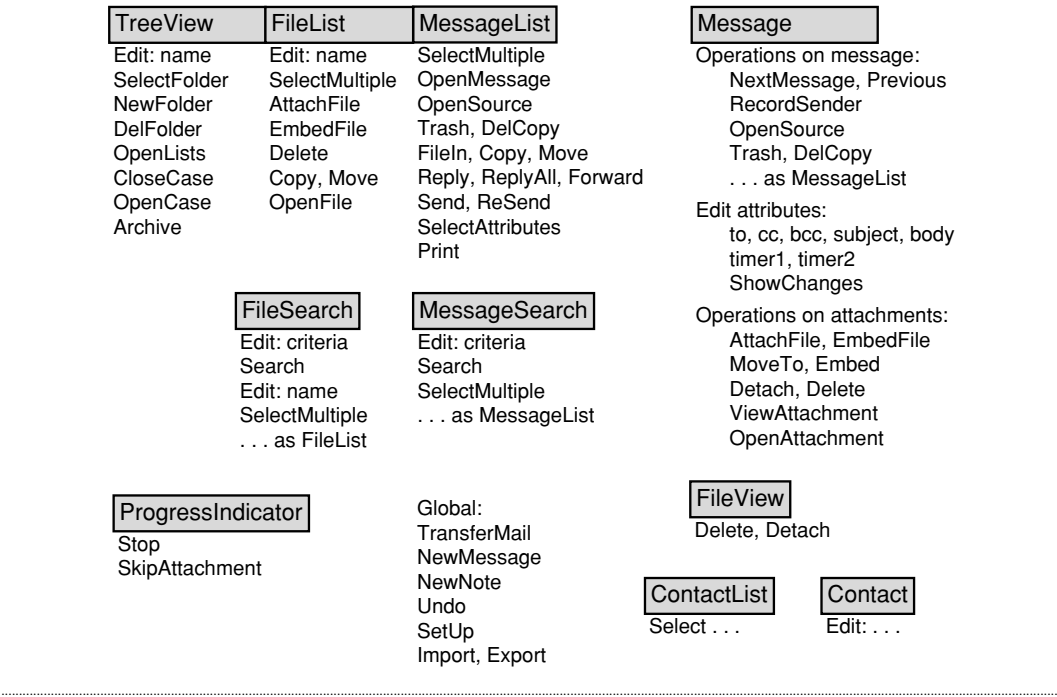 TreeView
Edit: name
SelectFolder
NewFolder
DelFolder
OpenLists
CloseCase
OpenCase
Archive
FileList
Edit: name
SelectMultiple
AttachFile
EmbedFile
Delete
Copy, Move
OpenFile
MessageList
SelectMultiple
OpenMessage
OpenSource
Trash, DelCopy
FileIn, Copy, Move
Reply, ReplyAll, Forward
Send, ReSend
SelectAttributes
Print
Message
Operations on message:
NextMessage, Previous
RecordSender
OpenSource
Trash, DelCopy
. . . as MessageList
Edit attributes:
to, cc, bcc, subject, body
timer1, timer2
ShowChanges
Operations on attachments:
AttachFile, EmbedFile
MoveTo, Embed
Detach, Delete
ViewAttachment
OpenAttachment
FileSearch
Edit: criteria
Search
Edit: name
SelectMultiple
. . . as FileList
MessageSearch
Edit: criteria
Search
SelectMultiple
. . . as MessageList
ProgressIndicator
Stop
SkipAttachment
Global:
TransferMail
NewMessage
NewNote
Undo
SetUp
Import, Export
FileView
Delete, Detach
ContactList
Select . . .
Contact
Edit: . . .